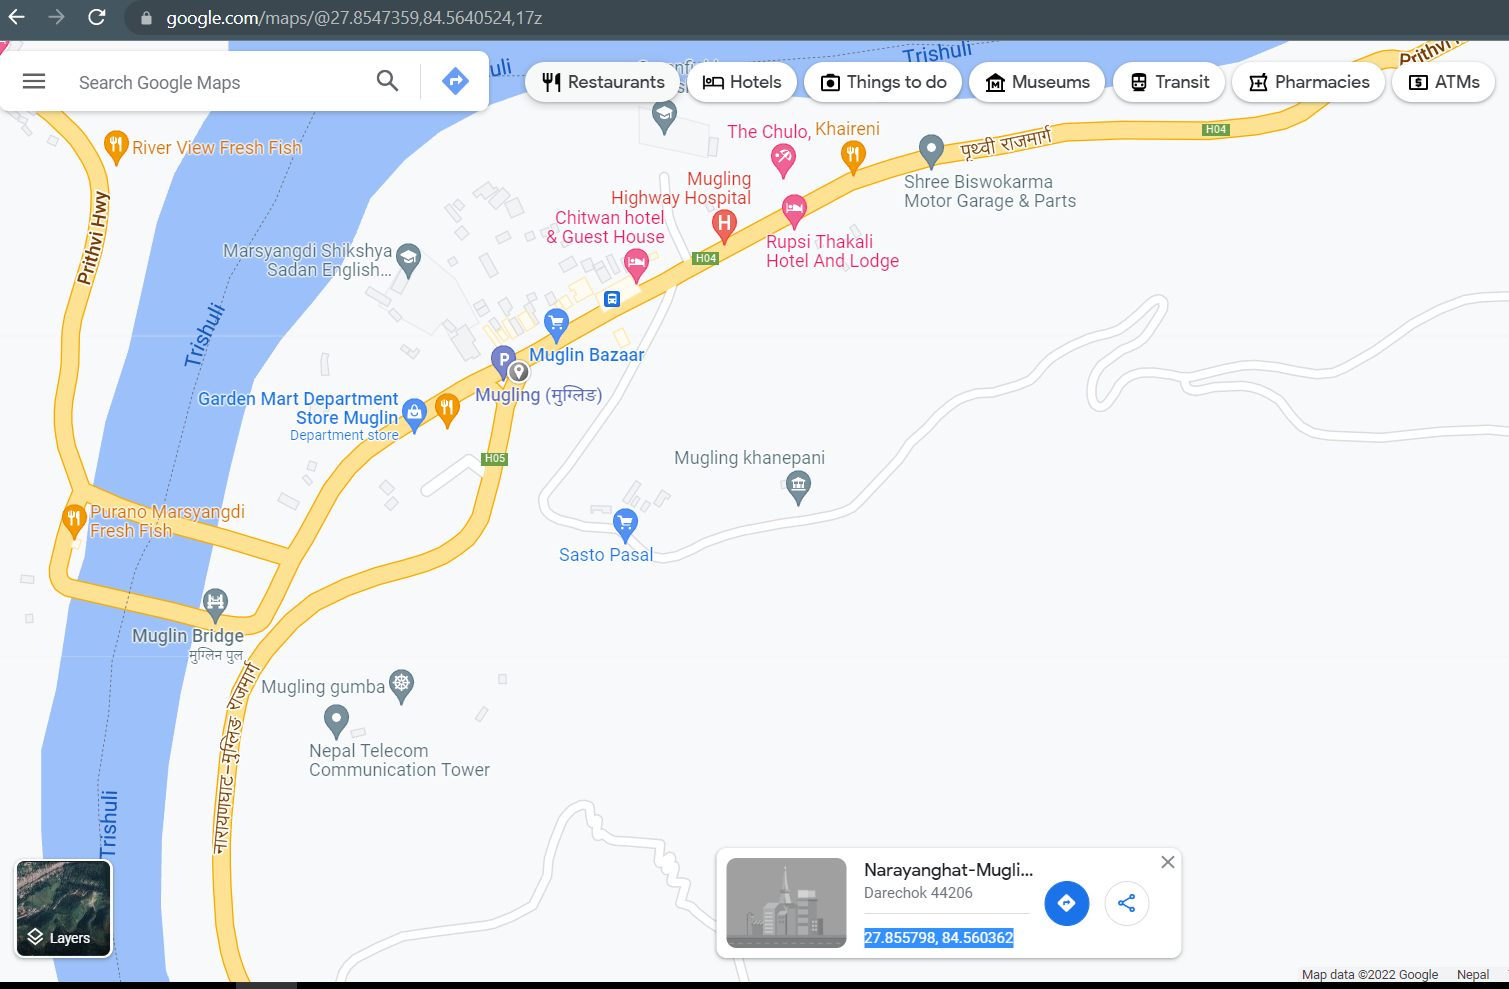 google.com/maps/@27.8547359,84.5640524,17z
Search Google Maps
Restaurants
Hotels
Things to do
Museums
Transit
Pharmacies
ATMs
Trishuli
Prithvi
H04
पृथ्वी राजमार्ग
River View Fresh Fish
The Chulo,
Khaireni
Mugling
Highway Hospital
Shree Biswokarma
Motor Garage & Parts
Chitwan hotel
& Guest House
Prithvi Hwy
Marsyangdi Shikshya
Sadan English...
Rupsi Thakali
Hotel And Lodge
H04
Trishuli
P
Muglin Bazaar
Mugling (मुग्लिङ)
Garden Mart Department
Store Muglin
Department store
H05
Mugling khanepani
Purano Marsyangdi
Fresh Fish
Sasto Pasal
Muglin Bridge
मुग्लिन पुल
Mugling gumba
नारायणघाट-मुग्लिङ राजमार्ग
Nepal Telecom
Communication Tower
Trishuli
Layers
Narayanghat-Mugli...
Darechok 44206
27.855798, 84.560362
Map data ©2022 Google
Nepal